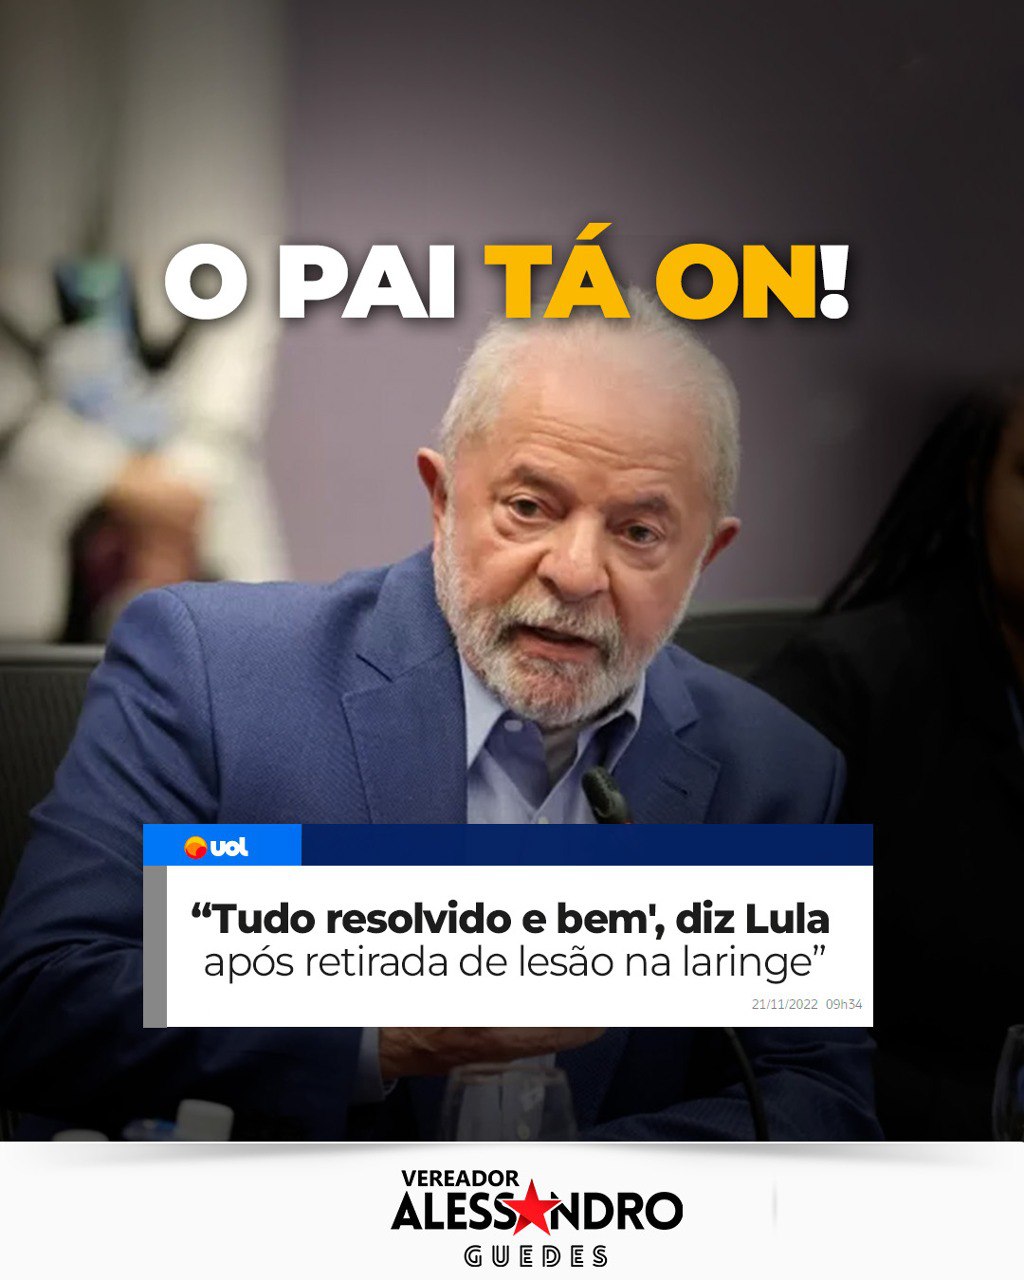 O PAI TÁ ON!
uol
“Tudo resolvido e bem', diz Lula
após retirada de lesão na laringe”
21/11/2022 09h34
VEREADOR
ALESSANDRO
GUEDES